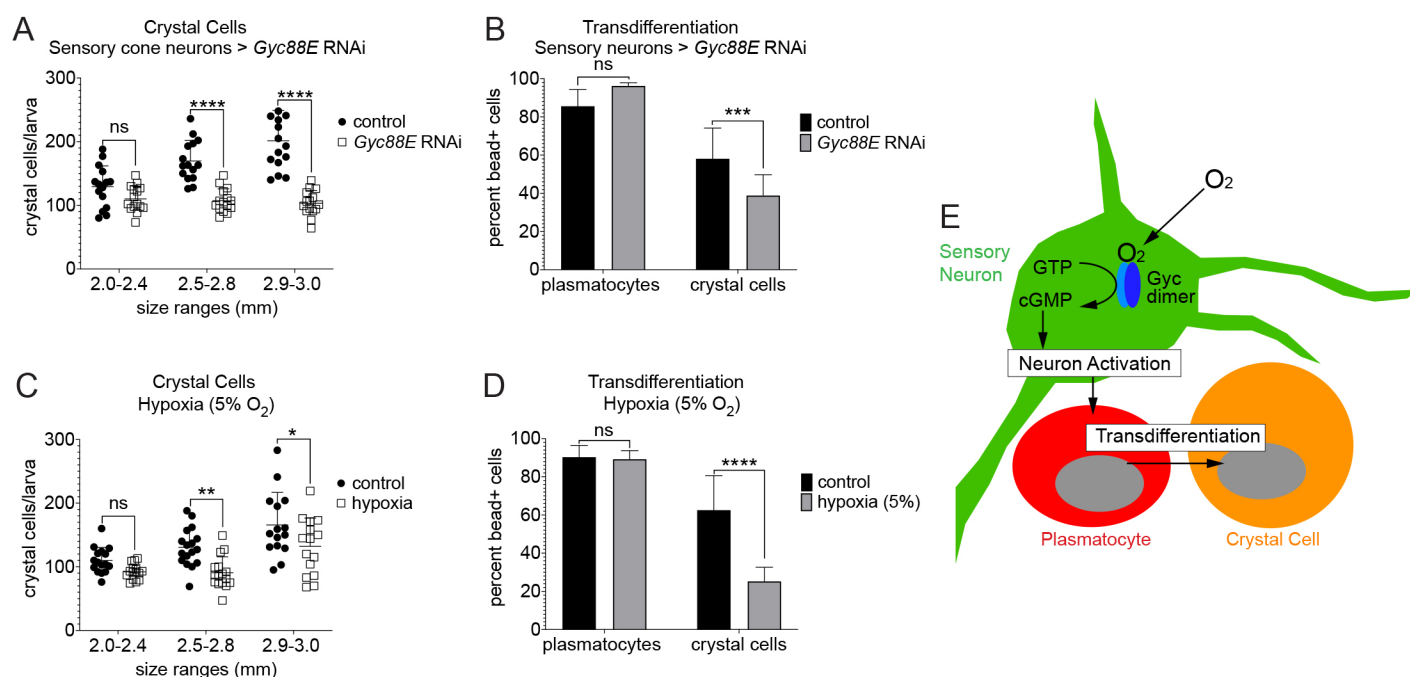 A
Crystal Cells
Sensory cone neurons > Gyc88E RNAi
crystal cells/larva
300
200
100
0
ns
****
****
control
Gyc88E RNAi
2.0-2.4 2.5-2.8 2.9-3.0
size ranges (mm)
B
Transdifferentiation
Sensory neurons > Gyc88E RNAi
percent bead+ cells
100
80
60
40
20
0
ns
***
control
Gyc88E RNAi
plasmatocytes crystal cells
C
Crystal Cells
Hypoxia (5% O2)
crystal cells/larva
300
200
100
0
ns
**
*
control
hypoxia
2.0-2.4 2.5-2.8 2.9-3.0
size ranges (mm)
D
Transdifferentiation
Hypoxia (5% O2)
percent bead+ cells
100
80
60
40
20
0
ns
****
control
hypoxia (5%)
plasmatocytes crystal cells
E
O2
Sensory
Neuron
O2
GTP
cGMP
Gyc
dimer
Neuron Activation
Transdifferentiation
Plasmatocyte
Crystal Cell